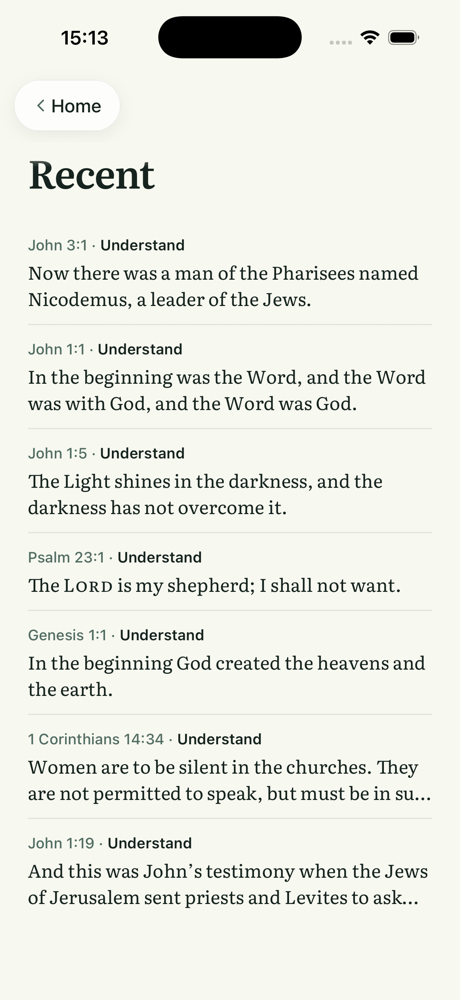 15:13
Home
Recent
John 3:1 · Understand
Now there was a man of the Pharisees named
Nicodemus, a leader of the Jews.
John 1:1 · Understand
In the beginning was the Word, and the Word
was with God, and the Word was God.
John 1:5 · Understand
The Light shines in the darkness, and the
darkness has not overcome it.
Psalm 23:1 · Understand
The LORD is my shepherd; I shall not want.
Genesis 1:1 · Understand
In the beginning God created the heavens and
the earth.
1 Corinthians 14:34 · Understand
Women are to be silent in the churches. They
are not permitted to speak, but must be in su…
John 1:19 · Understand
And this was John’s testimony when the Jews
of Jerusalem sent priests and Levites to ask…